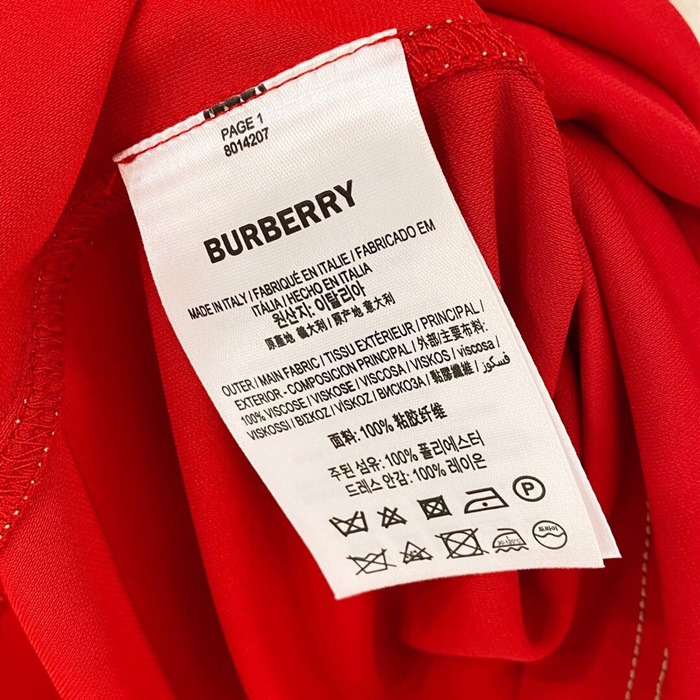 PAGE 1
8014207
BURBERRY
MADE IN ITALY / FABRIQUÉ EN ITALIE / FABRICADO EM
ITÁLIA / HECHO EN ITALIA
원산지: 이탈리아
原產地 義大利 / 原产地 意大利
OUTER / MAIN FABRIC / TISSU EXTÉRIEUR / PRINCIPAL /
EXTERIOR - COMPOSICION PRINCIPAL / 外部/主要布料:
100% VISCOSE / VISKOSE / VISCOSA / VISKOS / viscosa / فسكوز /
VISKOSSI / ΒΙΣΚΟΖ / VÍSKOZ / ВИСКОЗА / 黏膠纖維 /
面料: 100% 粘胶纤维
주된 섬유: 100% 폴리에스터
드레스 안감: 100% 레이온
P